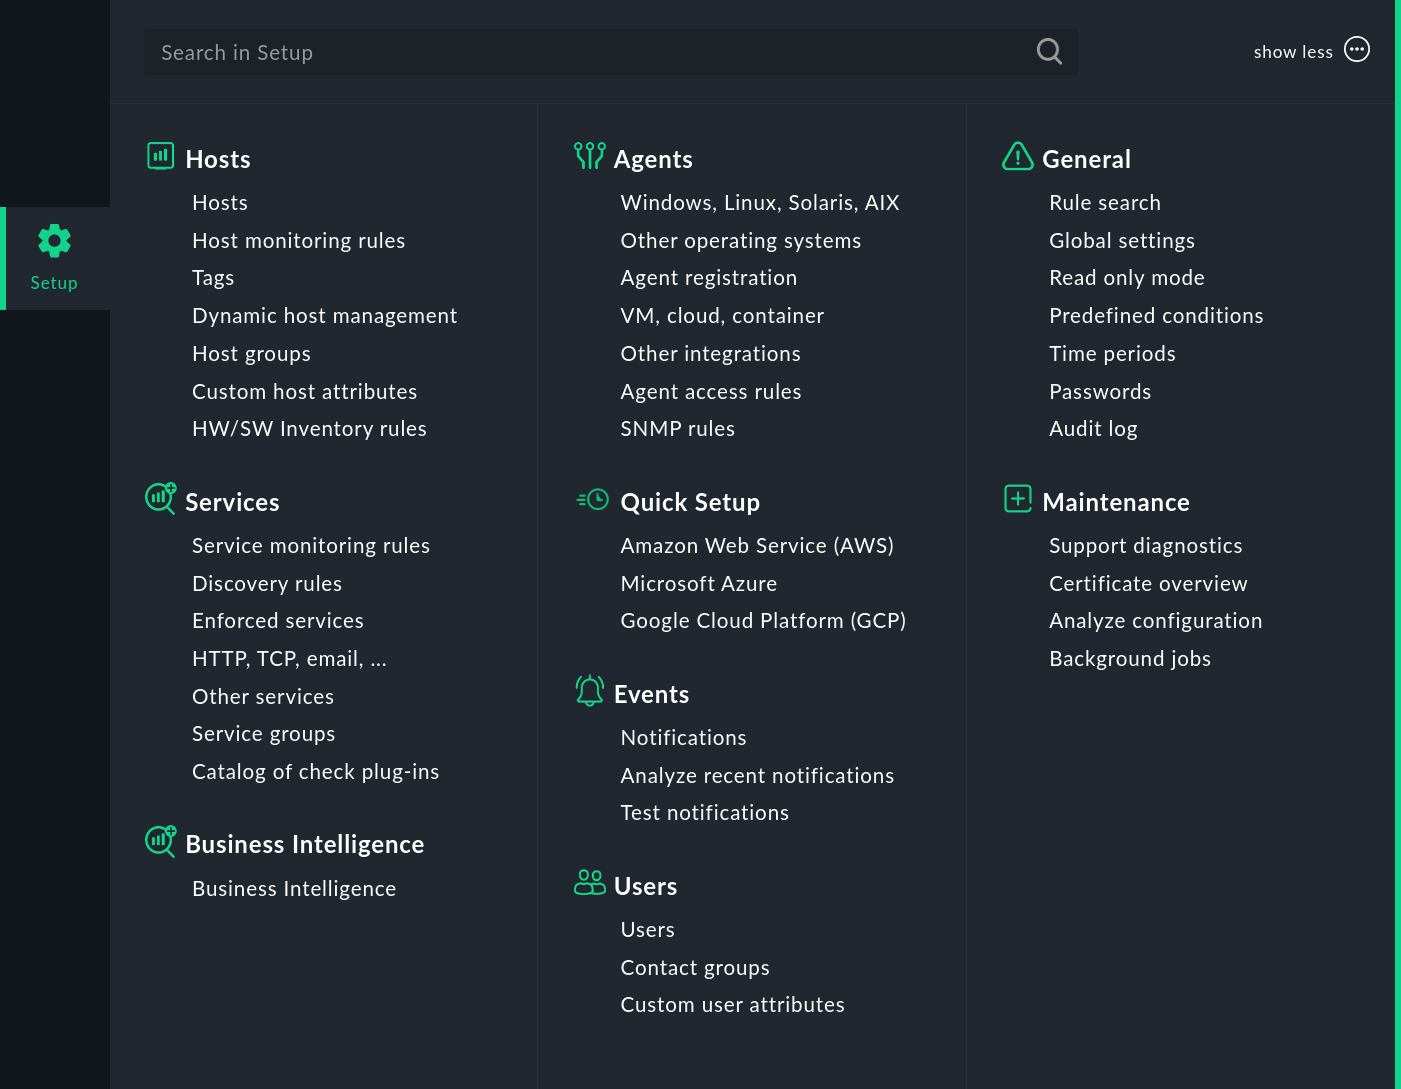 Search in Setup
show less
Setup
Hosts
Hosts
Host monitoring rules
Tags
Dynamic host management
Host groups
Custom host attributes
HW/SW Inventory rules
Services
Service monitoring rules
Discovery rules
Enforced services
HTTP, TCP, email, ...
Other services
Service groups
Catalog of check plug-ins
Business Intelligence
Business Intelligence
Agents
Windows, Linux, Solaris, AIX
Other operating systems
Agent registration
VM, cloud, container
Other integrations
Agent access rules
SNMP rules
Quick Setup
Amazon Web Service (AWS)
Microsoft Azure
Google Cloud Platform (GCP)
Events
Notifications
Analyze recent notifications
Test notifications
Users
Users
Contact groups
Custom user attributes
General
Rule search
Global settings
Read only mode
Predefined conditions
Time periods
Passwords
Audit log
Maintenance
Support diagnostics
Certificate overview
Analyze configuration
Background jobs